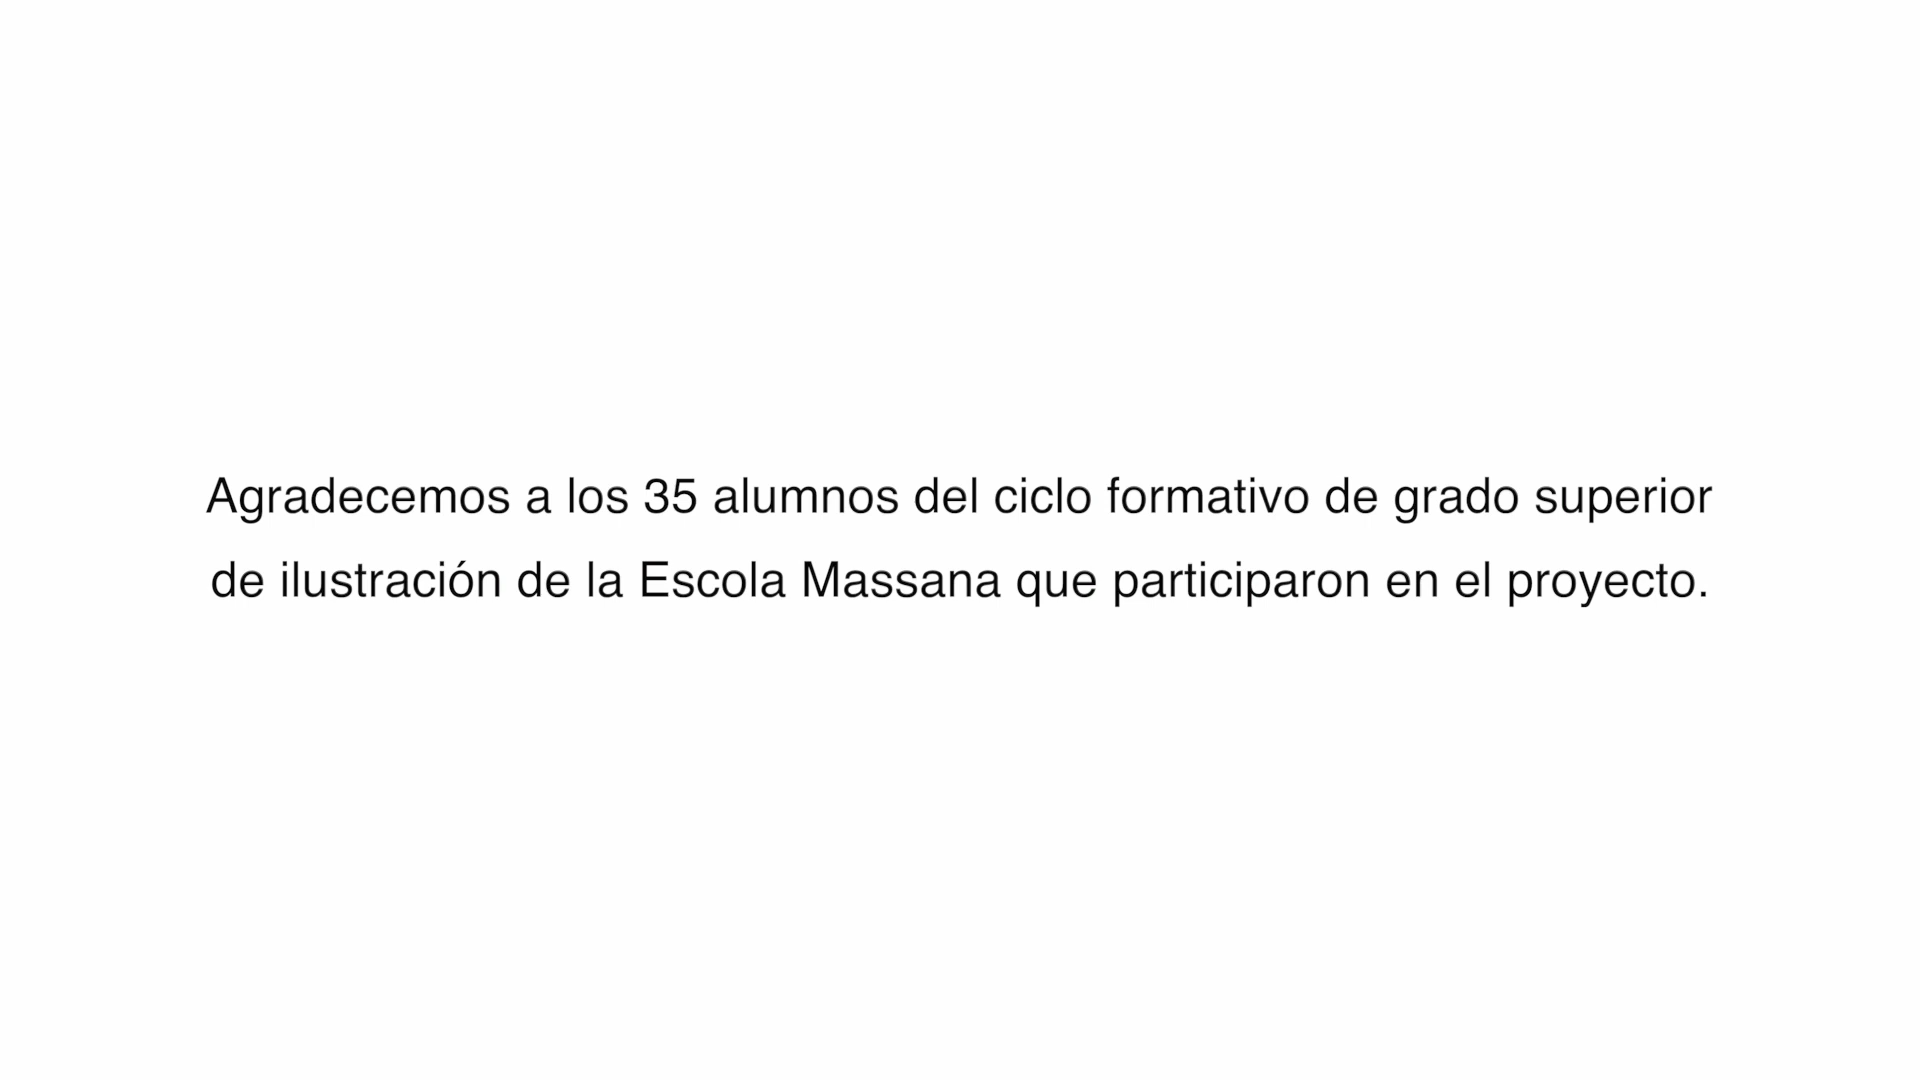 Agradecemos a los 35 alumnos del ciclo formativo de grado superior
de ilustración de la Escola Massana que participaron en el proyecto.